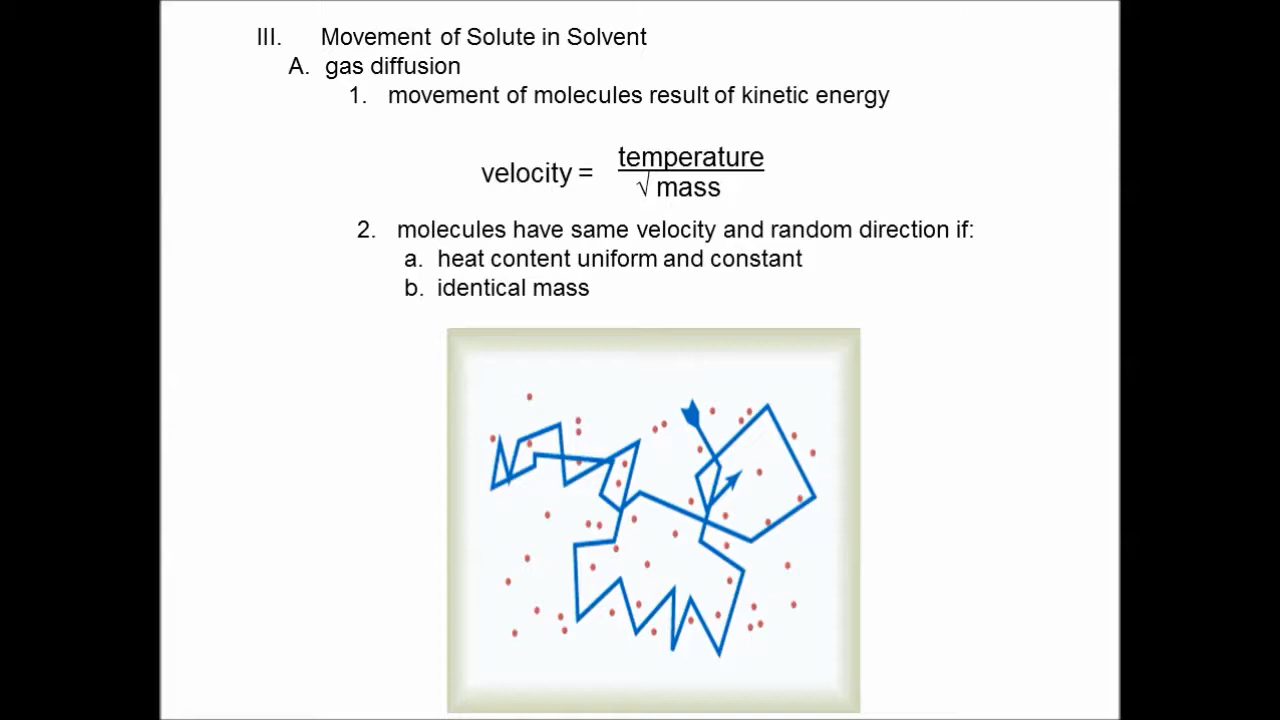 III. Movement of Solute in Solvent
A. gas diffusion
1. movement of molecules result of kinetic energy
velocity = temperature
√ mass
2. molecules have same velocity and random direction if:
a. heat content uniform and constant
b. identical mass